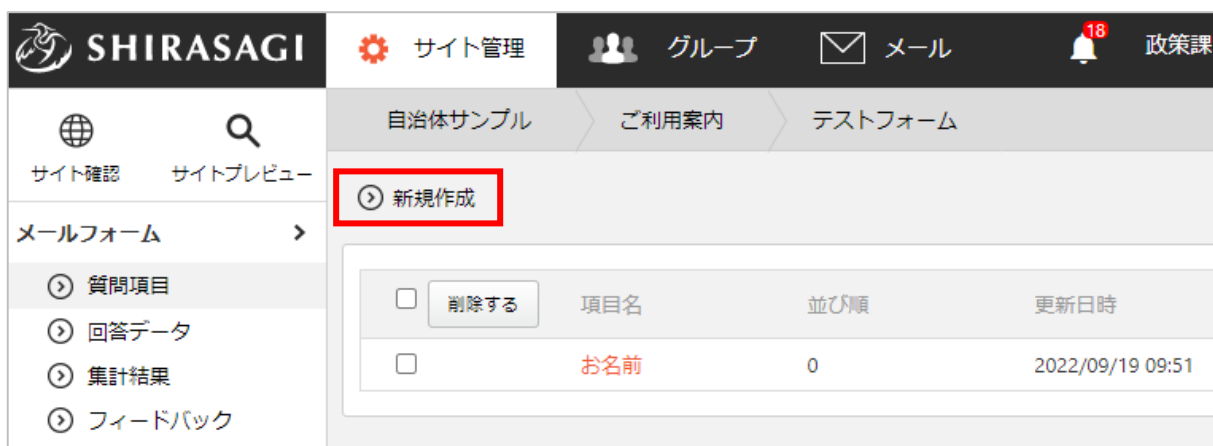 SHIRASAGI サイト管理 グループ メール 18 政策課
自治体サンプル ご利用案内 テストフォーム
サイト確認 サイトプレビュー
新規作成
メールフォーム
質問項目
削除する 項目名 並び順 更新日時
回答データ
お名前 0 2022/09/19 09:51
集計結果
フィードバック